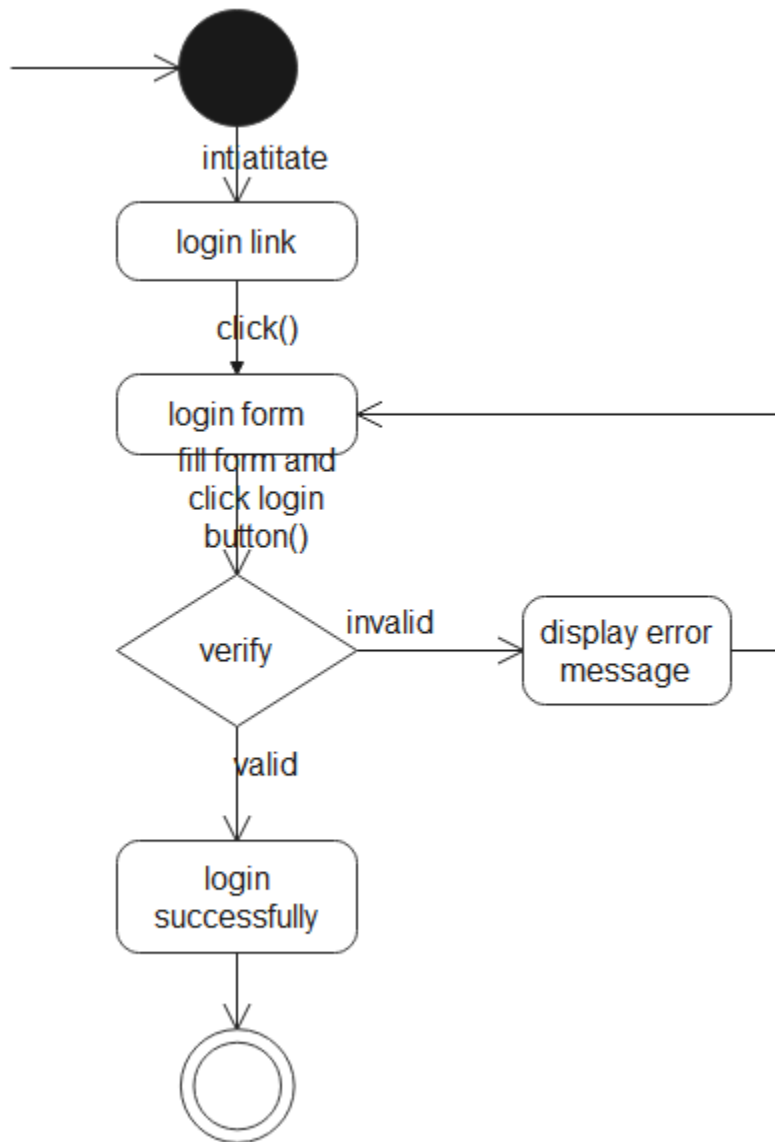 intiatitate
login link
click()
login form
fill form and
click login
button()
verify
invalid
display error
message
valid
login
successfully